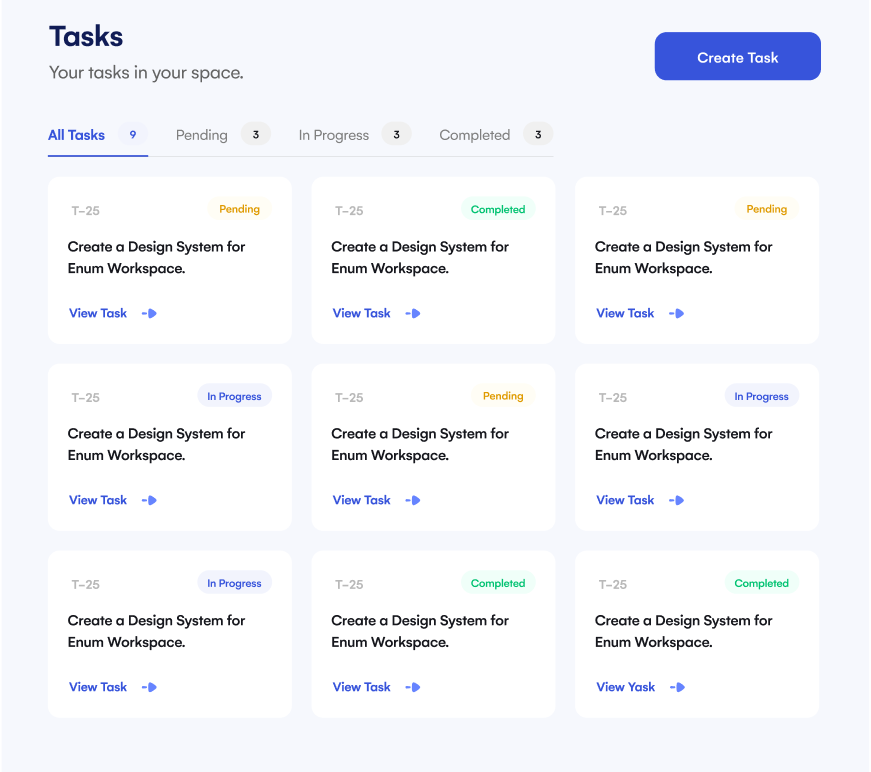 Tasks
Your tasks in your space.
Create Task
All Tasks 9 Pending 3 In Progress 3 Completed 3
T-25 Pending
Create a Design System for
Enum Workspace.
View Task
T-25 Completed
Create a Design System for
Enum Workspace.
View Task
T-25 Pending
Create a Design System for
Enum Workspace.
View Task
T-25 In Progress
Create a Design System for
Enum Workspace.
View Task
T-25 Pending
Create a Design System for
Enum Workspace.
View Task
T-25 In Progress
Create a Design System for
Enum Workspace.
View Task
T-25 In Progress
Create a Design System for
Enum Workspace.
View Task
T-25 Completed
Create a Design System for
Enum Workspace.
View Task
T-25 Completed
Create a Design System for
Enum Workspace.
View Yask